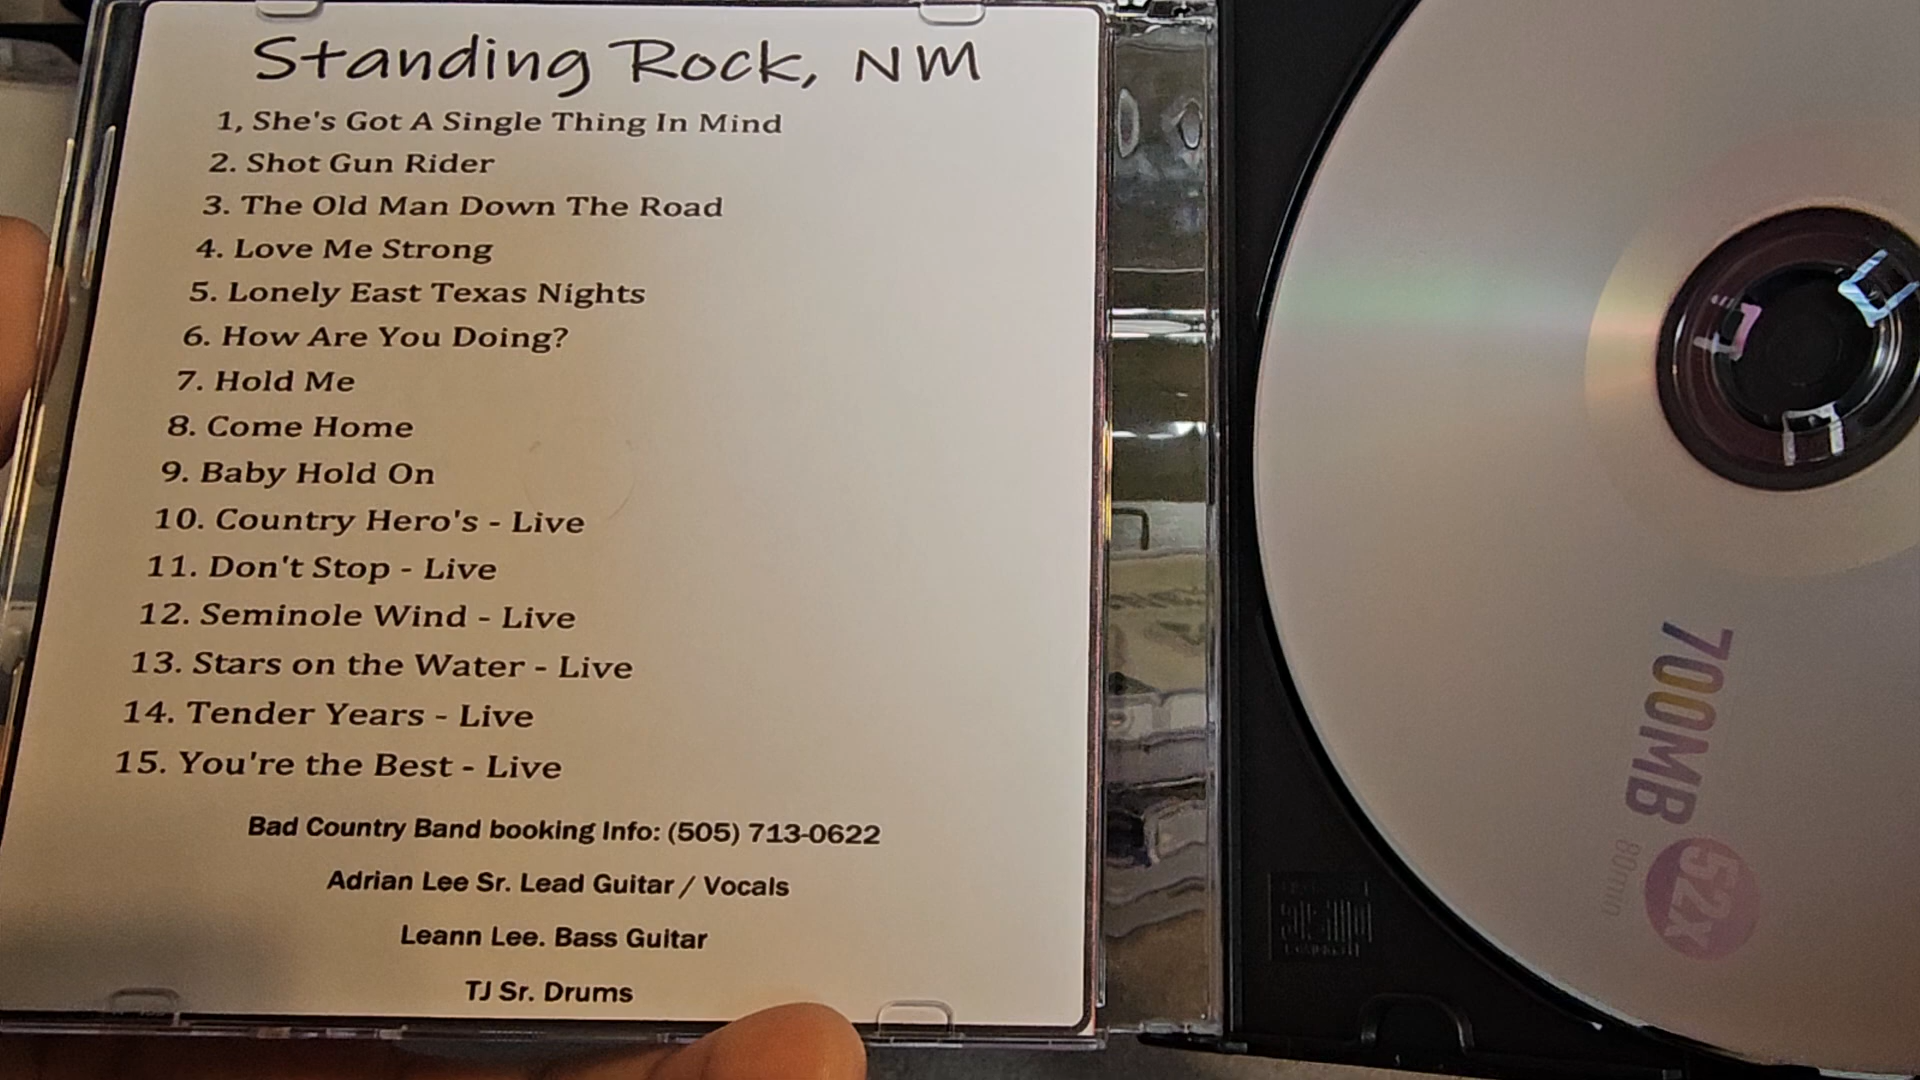 Standing Rock, NM
1, She's Got A Single Thing In Mind
2. Shot Gun Rider
3. The Old Man Down The Road
4. Love Me Strong
5. Lonely East Texas Nights
6. How Are You Doing?
7. Hold Me
8. Come Home
9. Baby Hold On
10. Country Hero's - Live
11. Don't Stop - Live
12. Seminole Wind - Live
13. Stars on the Water - Live
14. Tender Years - Live
15. You're the Best - Live
Bad Country Band booking Info: (505) 713-0622
Adrian Lee Sr. Lead Guitar / Vocals
Leann Lee. Bass Guitar
TJ Sr. Drums
700MB
52x
80min